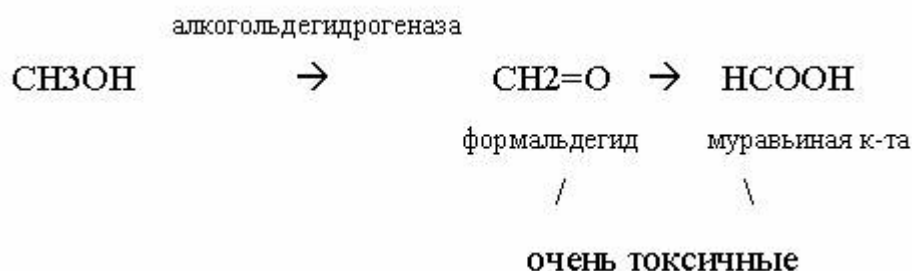 алкогольдегидрогеназа
CH3OH → CH2=O → HCOOH
формальдегид муравьиная к-та
/ \
очень токсичные